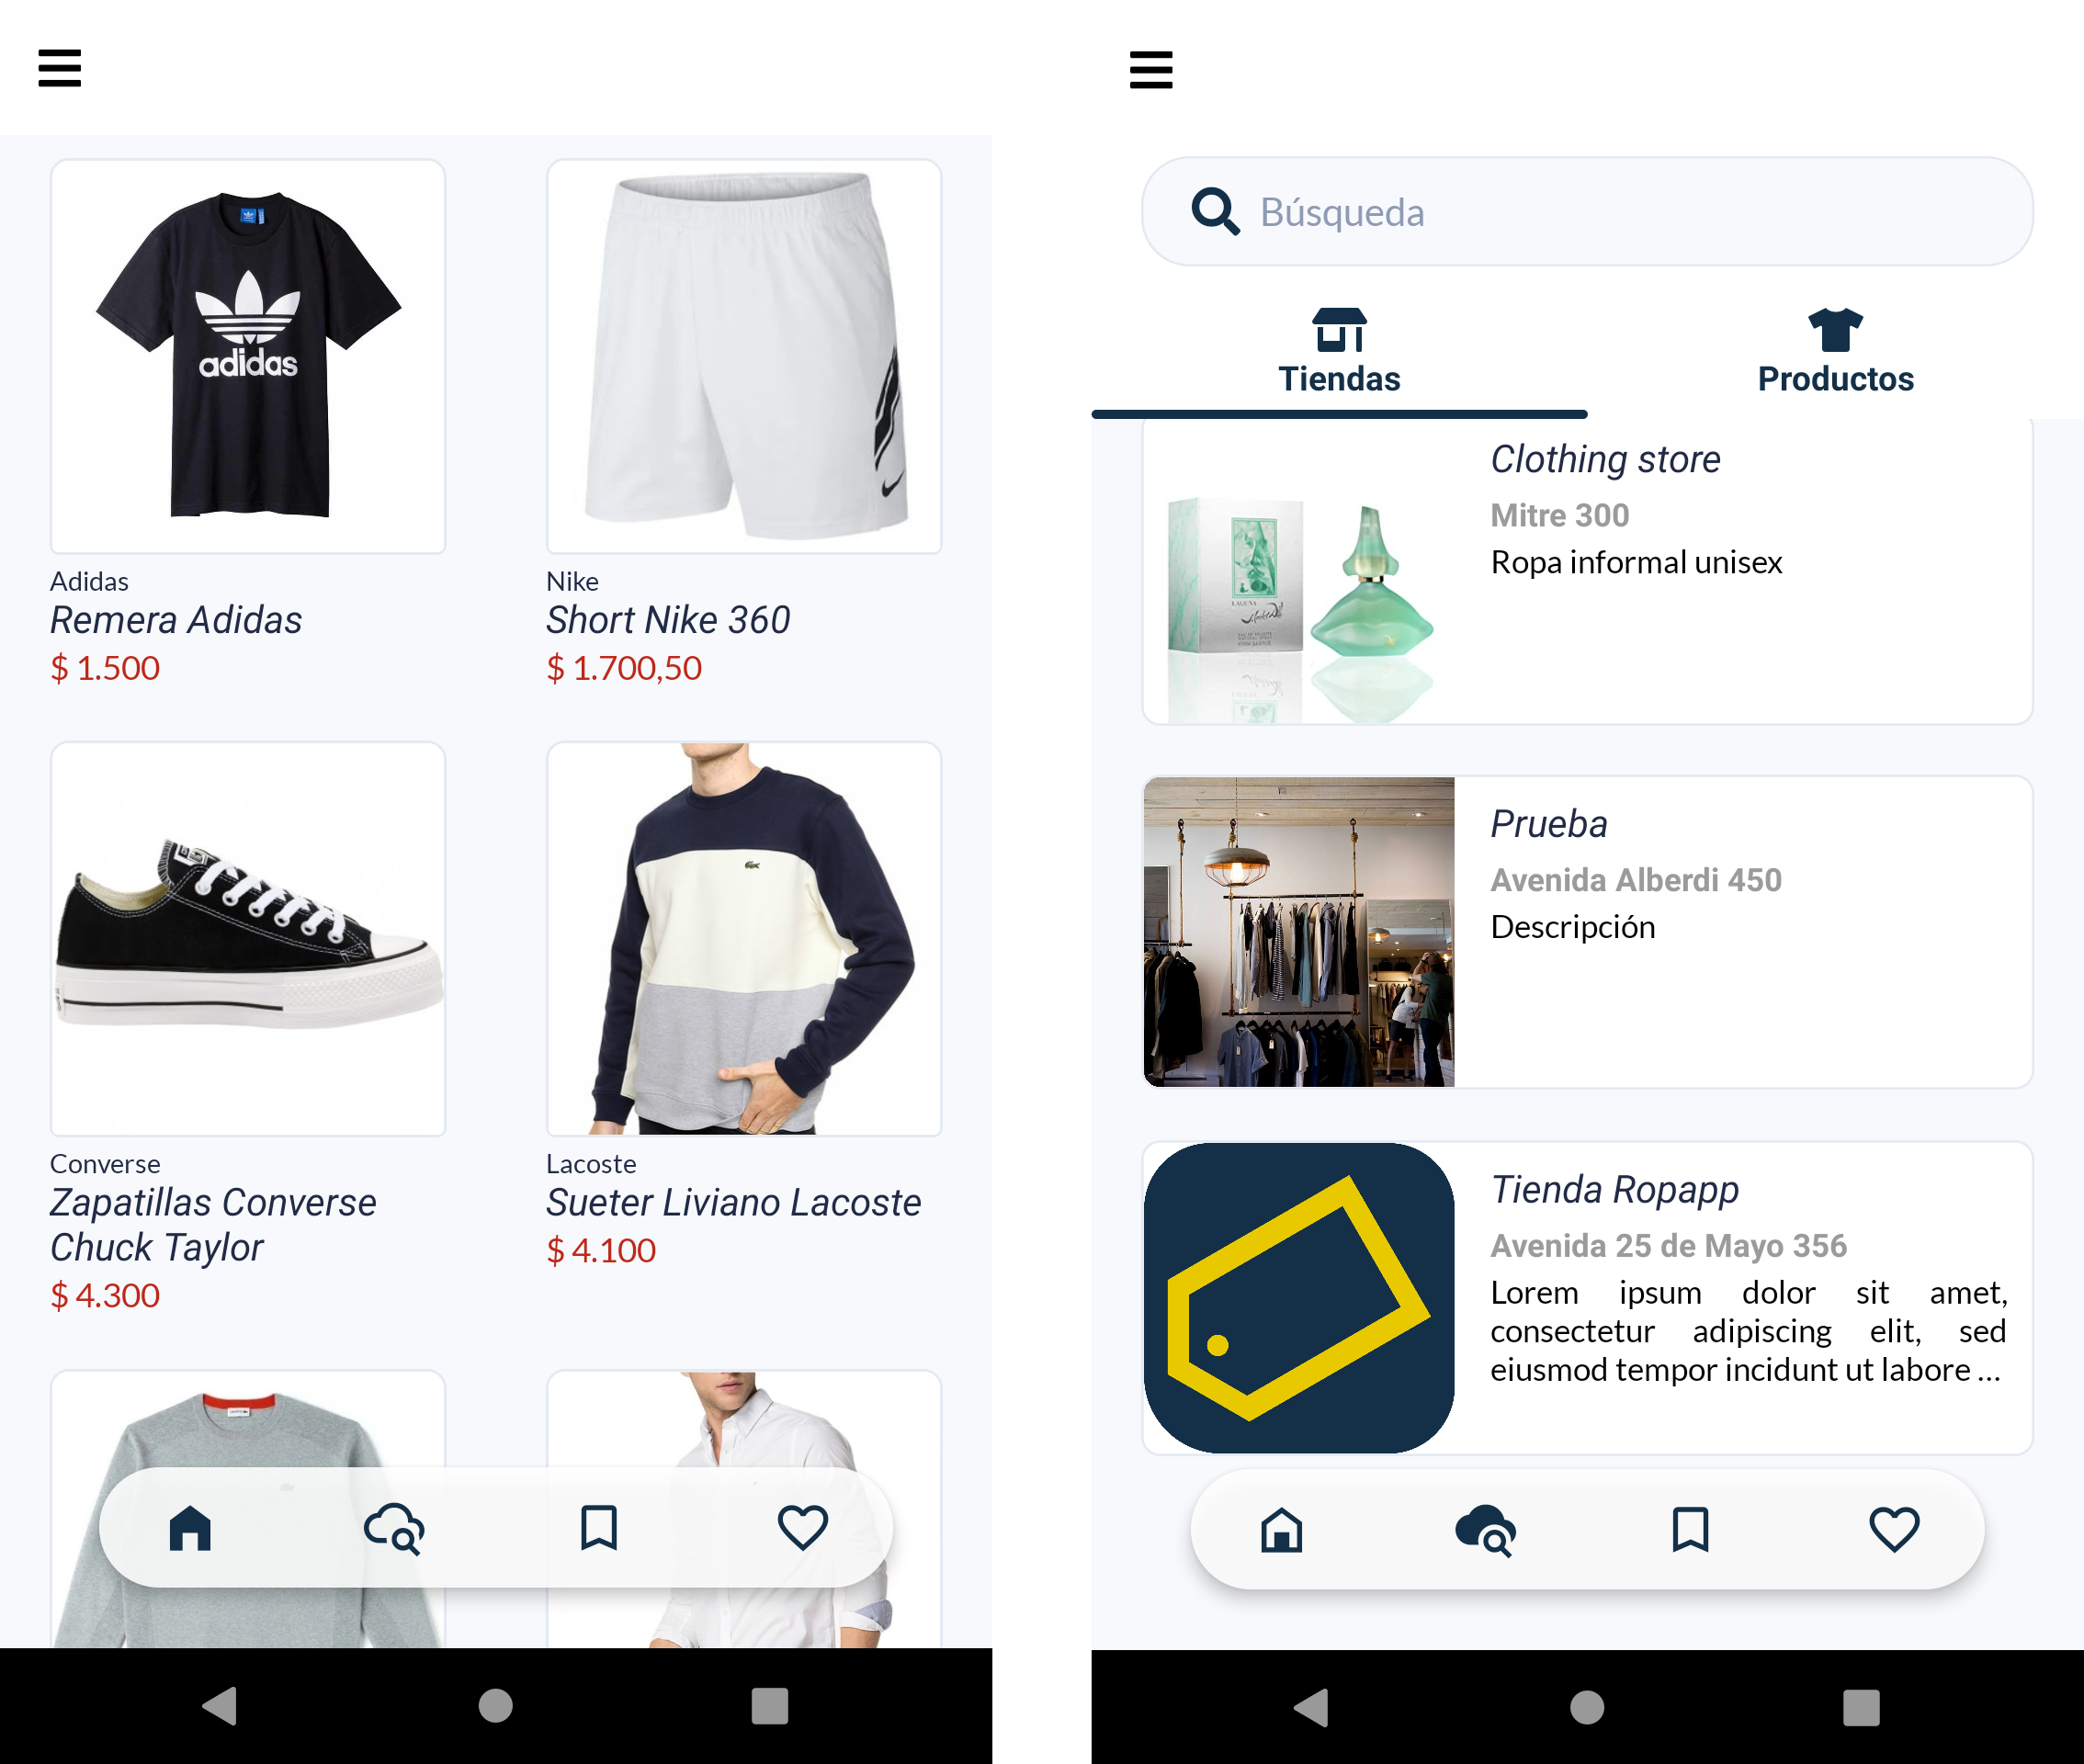 adidas
Adidas
Remera Adidas
$ 1.500
Nike
Short Nike 360
$ 1.700,50
Converse
Zapatillas Converse
Chuck Taylor
$ 4.300
Lacoste
Sueter Liviano Lacoste
$ 4.100
Búsqueda
Tiendas
Productos
Clothing store
Mitre 300
Ropa informal unisex
LAGUNA
Prueba
Avenida Alberdi 450
Descripción
Tienda Ropapp
Avenida 25 de Mayo 356
Lorem ipsum dolor sit amet,
consectetur adipiscing elit, sed
eiusmod tempor incidunt ut labore ...